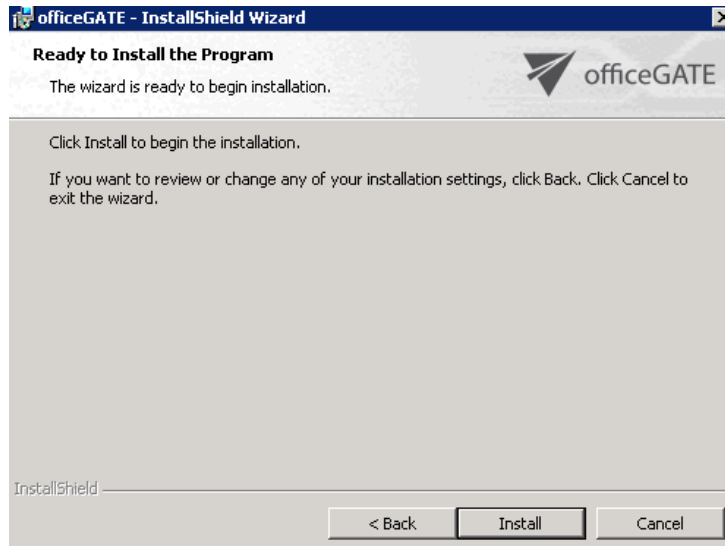 officeGATE - InstallShield Wizard
Ready to Install the Program
The wizard is ready to begin installation.
officeGATE
Click Install to begin the installation.
If you want to review or change any of your installation settings, click Back. Click Cancel to
exit the wizard.
InstallShield
< Back
Install
Cancel